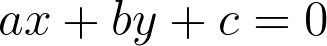 ax + by + c = 0